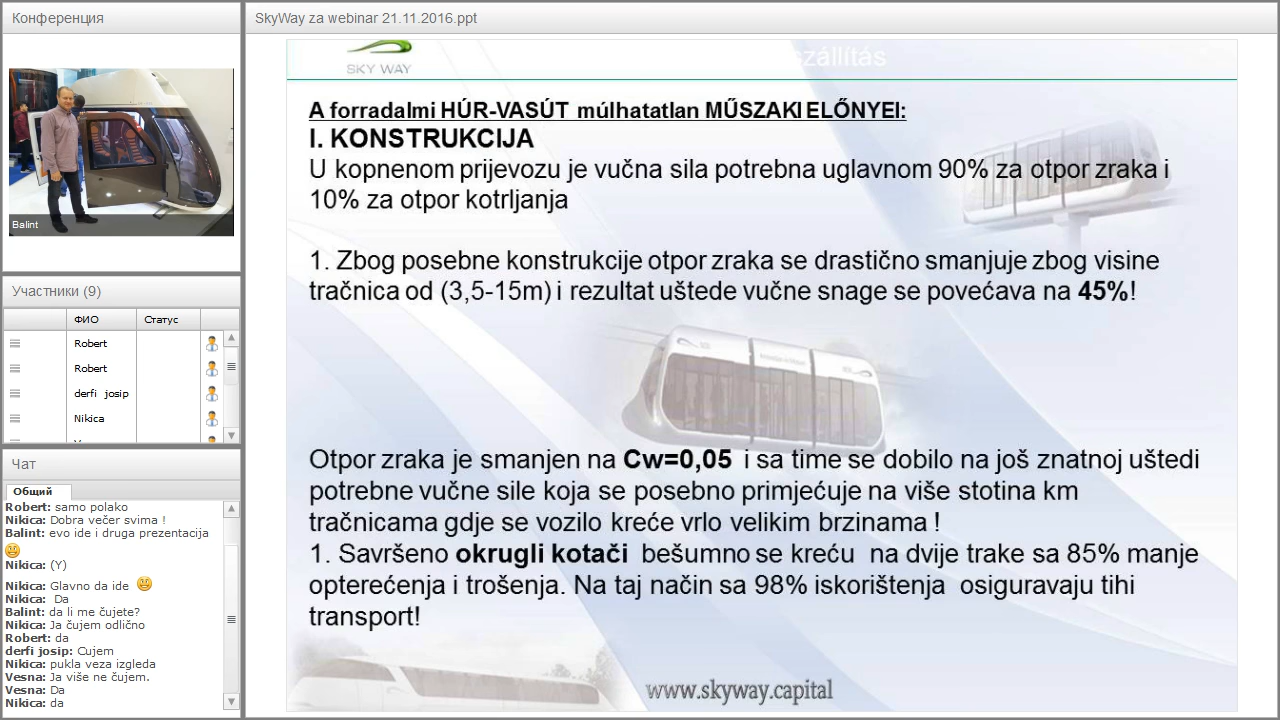 Конференция
Balint
Участники (9)
ФИО Статус
Robert
Robert
derfi josip
Nikica
Чат
Общий
Robert: samo polako
Nikica: Dobra večer svima !
Balint: evo ide i druga prezentacija
Nikica: (Y)
Nikica: Glavno da ide
Nikica: Da
Balint: da li me čujete?
Nikica: Ja čujem odlično
Robert: da
derfi josip: Cujem
Nikica: pukla veza izgleda
Vesna: Ja više ne čujem.
Vesna: Da
Nikica: da
SkyWay za webinar 21.11.2016.ppt
SKY WAY
szállítás
A forradalmi HÚR-VASÚT múlhatatlan MŰSZAKI ELŐNYEI:
I. KONSTRUKCIJA
U kopnenom prijevozu je vučna sila potrebna uglavnom 90% za otpor zraka i
10% za otpor kotrljanja
1. Zbog posebne konstrukcije otpor zraka se drastično smanjuje zbog visine
tračnica od (3,5-15m) i rezultat uštede vučne snage se povećava na 45%!
Otpor zraka je smanjen na Cw=0,05 i sa time se dobilo na još znatnoj uštedi
potrebne vučne sile koja se posebno primjećuje na više stotina km
tračnicama gdje se vozilo kreće vrlo velikim brzinama !
1. Savršeno okrugli kotači bešumno se kreću na dvije trake sa 85% manje
opterećenja i trošenja. Na taj način sa 98% iskorištenja osiguravaju tihi
transport!
www.skyway.capital